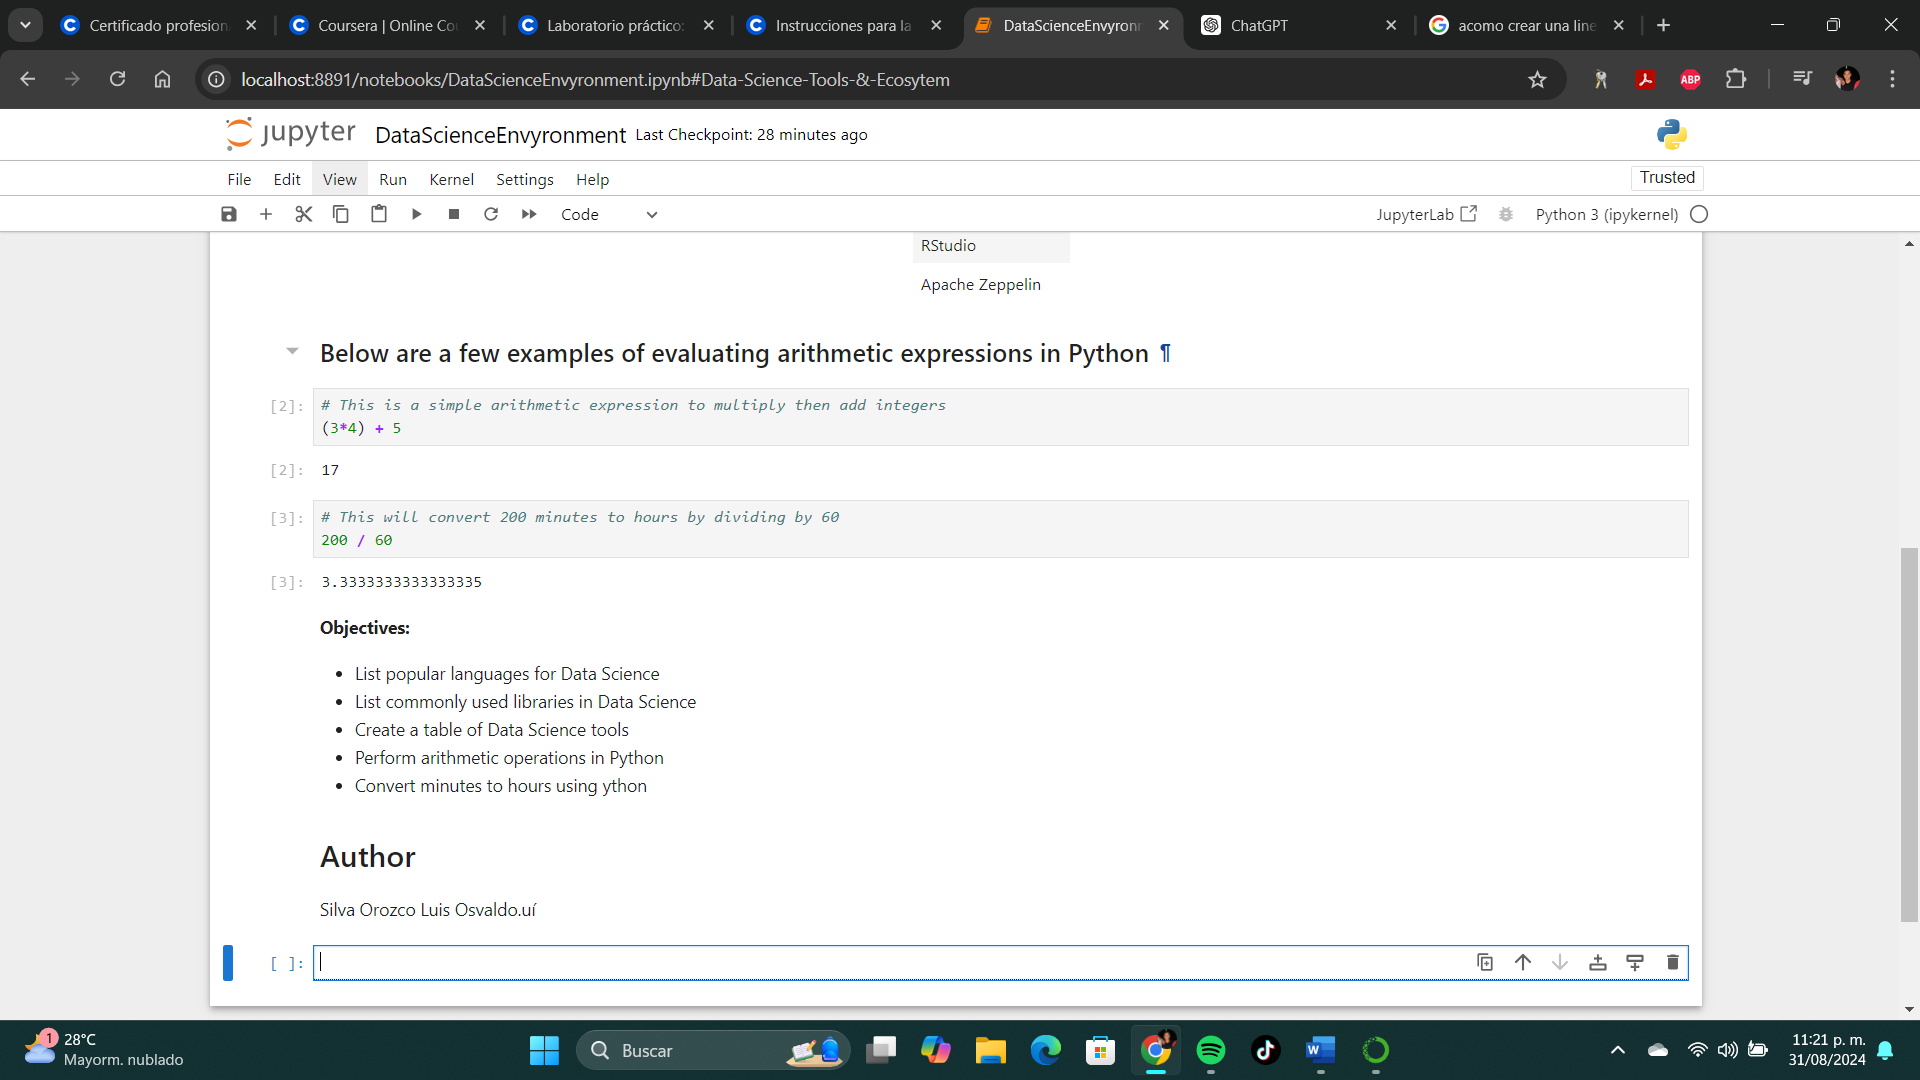 Certificado profesion
Coursera | Online Co
Laboratorio práctico:
Instrucciones para la
DataScienceEnvyronn
ChatGPT
acomo crear una line
localhost:8891/notebooks/DataScienceEnvyronment.ipynb#Data-Science-Tools-&-Ecosytem
ABP
jupyter DataScienceEnvyronment Last Checkpoint: 28 minutes ago
File Edit View Run Kernel Settings Help
Trusted
Code
JupyterLab
Python 3 (ipykernel)
RStudio
Apache Zeppelin
Below are a few examples of evaluating arithmetic expressions in Python ¶
[2]: # This is a simple arithmetic expression to multiply then add integers
(3*4) + 5
[2]: 17
[3]: # This will convert 200 minutes to hours by dividing by 60
200 / 60
[3]: 3.3333333333333335
Objectives:
• List popular languages for Data Science
• List commonly used libraries in Data Science
• Create a table of Data Science tools
• Perform arithmetic operations in Python
• Convert minutes to hours using ython
Author
Silva Orozco Luis Osvaldo.uí
[ ]:
1
28°C
Mayorm. nublado
Buscar
11:21 p. m.
31/08/2024